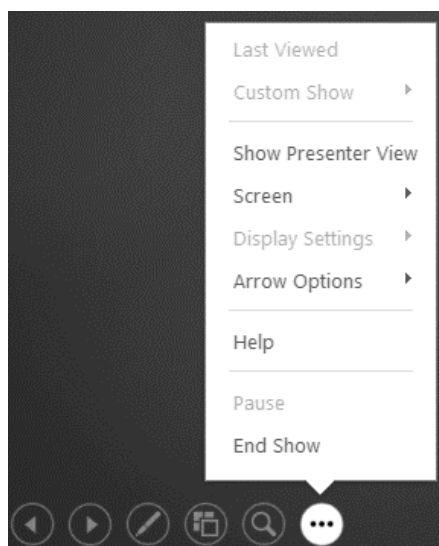 Last Viewed
Custom Show
Show Presenter View
Screen
Display Settings
Arrow Options
Help
Pause
End Show